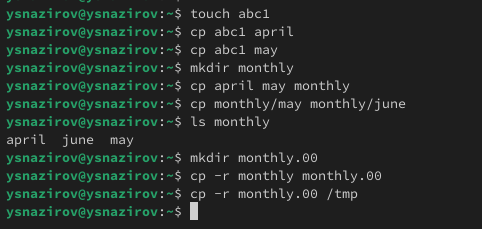 ysnazirov@ysnazirov:~$ touch abc1
ysnazirov@ysnazirov:~$ cp abc1 april
ysnazirov@ysnazirov:~$ cp abc1 may
ysnazirov@ysnazirov:~$ mkdir monthly
ysnazirov@ysnazirov:~$ cp april may monthly
ysnazirov@ysnazirov:~$ cp monthly/may monthly/june
ysnazirov@ysnazirov:~$ ls monthly
april  june  may
ysnazirov@ysnazirov:~$ mkdir monthly.00
ysnazirov@ysnazirov:~$ cp -r monthly monthly.00
ysnazirov@ysnazirov:~$ cp -r monthly.00 /tmp
ysnazirov@ysnazirov:~$